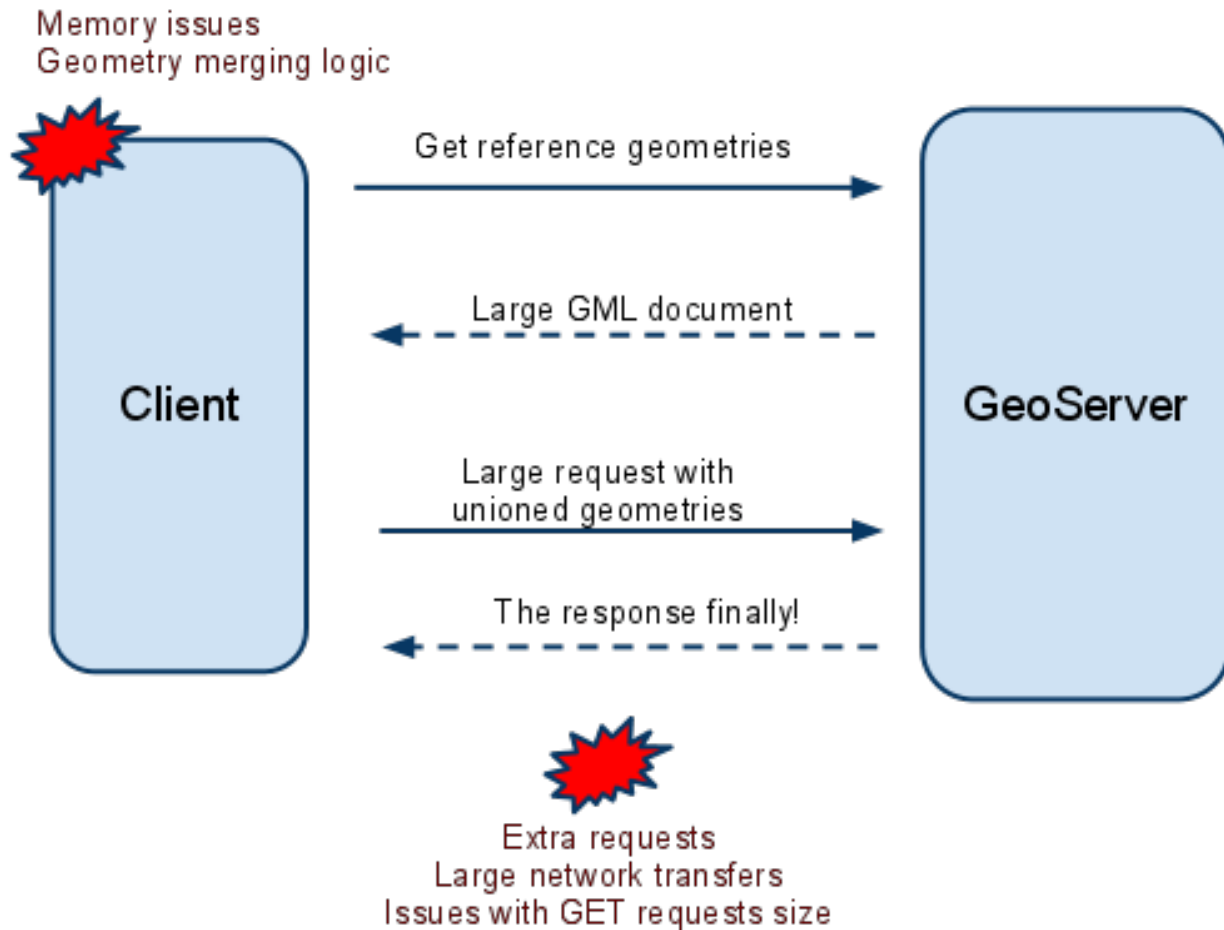 Memory issues
Geometry merging logic
Get reference geometries
Large GML document
Client
GeoServer
Large request with
unioned geometries
The response finally!
Extra requests
Large network transfers
Issues with GET requests size